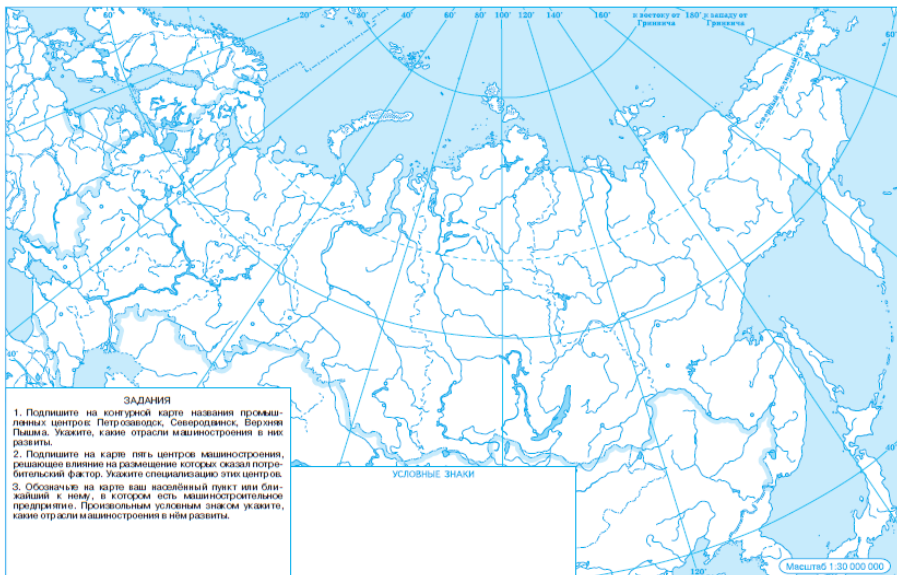 60° 20° 60° 80° 100° 120° 140° 160° к востоку от Гринвича 180° к западу от Гринвича
60°
Северный полярный круг
40°
40°
ЗАДАНИЯ
1. Подпишите на контурной карте названия промыш-
ленных центров: Петрозаводск, Северодвинск, Верхняя
Пышма. Укажите, какие отрасли машиностроения в них
развиты.
2. Подпишите на карте пять центров машиностроения,
решающее влияние на размещение которых оказал потре-
бительский фактор. Укажите специализацию этих центров.
3. Обозначьте на карте ваш населённый пункт или бли-
жайший к нему, в котором есть машиностроительное
предприятие. Произвольным условным знаком укажите,
какие отрасли машиностроения в нём развиты.
УСЛОВНЫЕ ЗНАКИ
120°
Масштаб 1:30 000 000